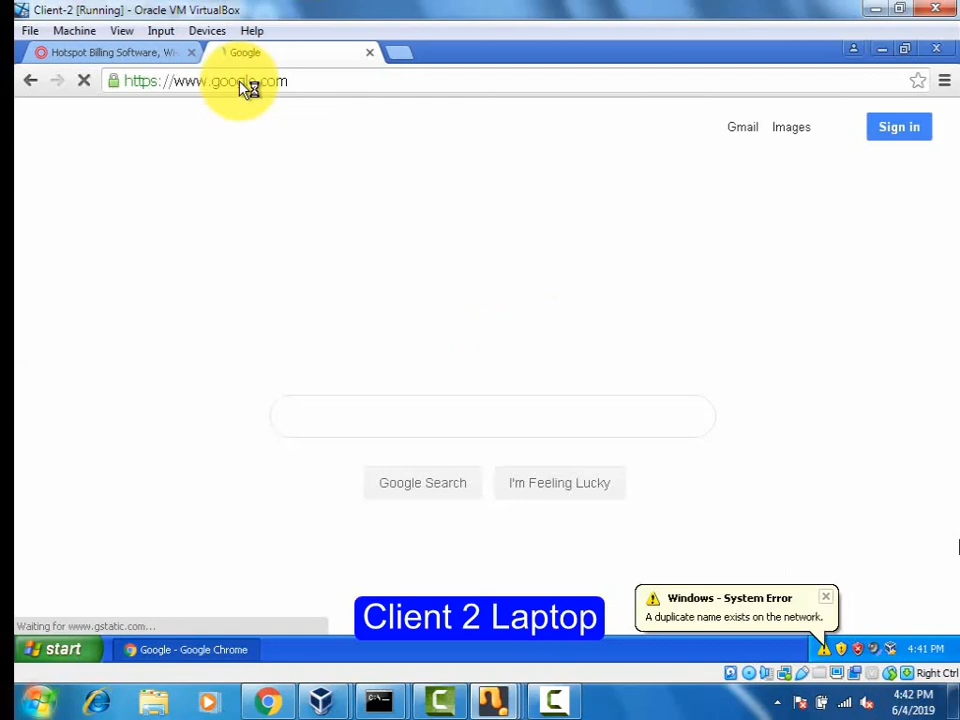 Client-2 [Running] - Oracle VM VirtualBox
File Machine View Input Devices Help
Hotspot Billing Software, Wi- Google
https://www.google.com
Gmail Images Sign in
Google Search I'm Feeling Lucky
Windows - System Error
A duplicate name exists on the network.
Client 2 Laptop
Waiting for www.gstatic.com...
start Google - Google Chrome 4:41 PM
Right Ctrl
4:42 PM
6/4/2019